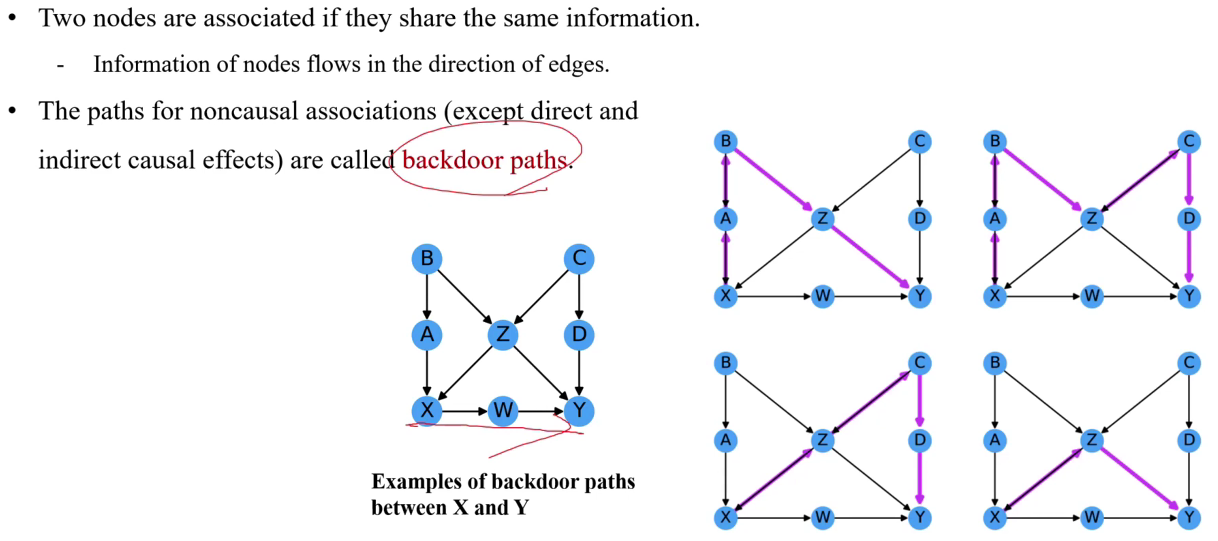 • Two nodes are associated if they share the same information.
- Information of nodes flows in the direction of edges.
• The paths for noncausal associations (except direct and
indirect causal effects) are called backdoor paths.
B C
A Z D
X W Y
Examples of backdoor paths
between X and Y
B C
A Z D
X W Y
B C
A Z D
X W Y
B C
A Z D
X W Y
B C
A Z D
X W Y